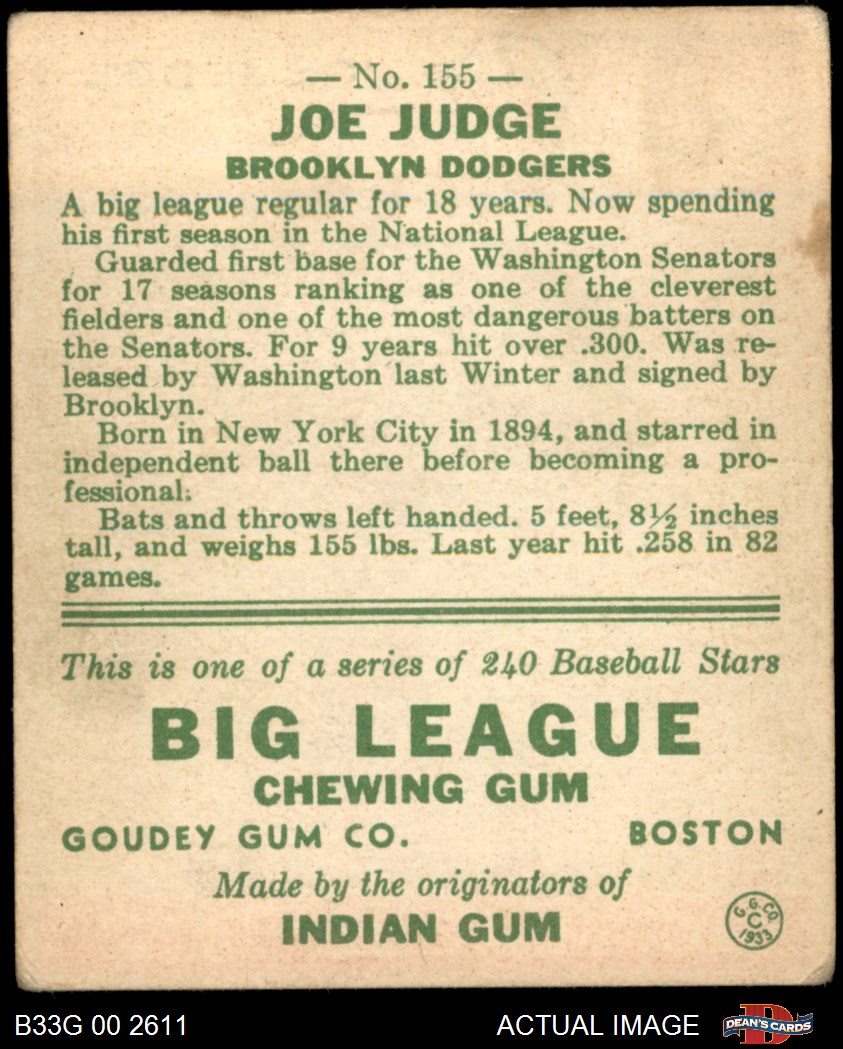 — No. 155 —
JOE JUDGE
BROOKLYN DODGERS
A big league regular for 18 years. Now spending
his first season in the National League.
Guarded first base for the Washington Senators
for 17 seasons ranking as one of the cleverest
fielders and one of the most dangerous batters on
the Senators. For 9 years hit over .300. Was re-
leased by Washington last Winter and signed by
Brooklyn.
Born in New York City in 1894, and starred in
independent ball there before becoming a pro-
fessional.
Bats and throws left handed. 5 feet, 8½ inches
tall, and weighs 155 lbs. Last year hit .258 in 82
games.
This is one of a series of 240 Baseball Stars
BIG LEAGUE
CHEWING GUM
GOUDEY GUM CO. BOSTON
Made by the originators of
INDIAN GUM
G.G.CO.
C
1933
B33G 00 2611 ACTUAL IMAGE D DEAN'S CARDS